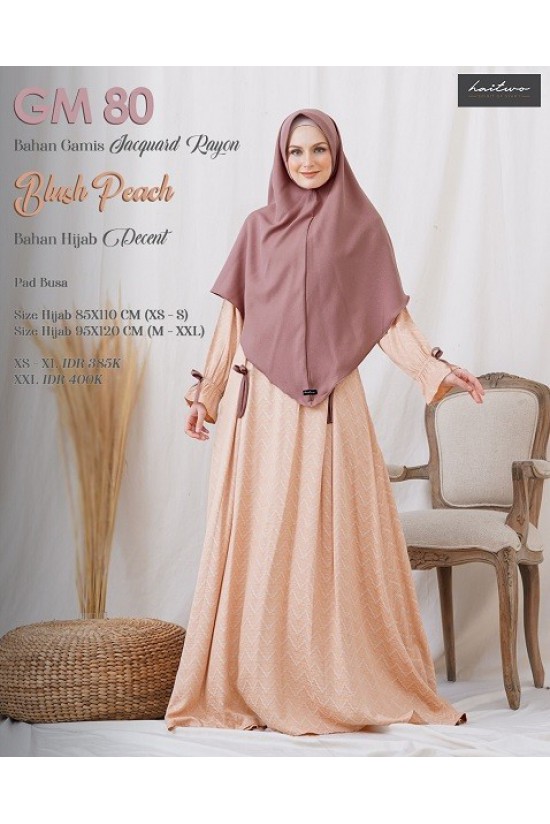 GM 80
haitwo
Bahan Gamis Jacquard Rayon
Blush Peach
Bahan Hijab Decent
Pad Busa
Size Hijab 85X110 CM (XS - S)
Size Hijab 95X120 CM (M - XXL)
XS - XL IDR 385K
XXL IDR 400K